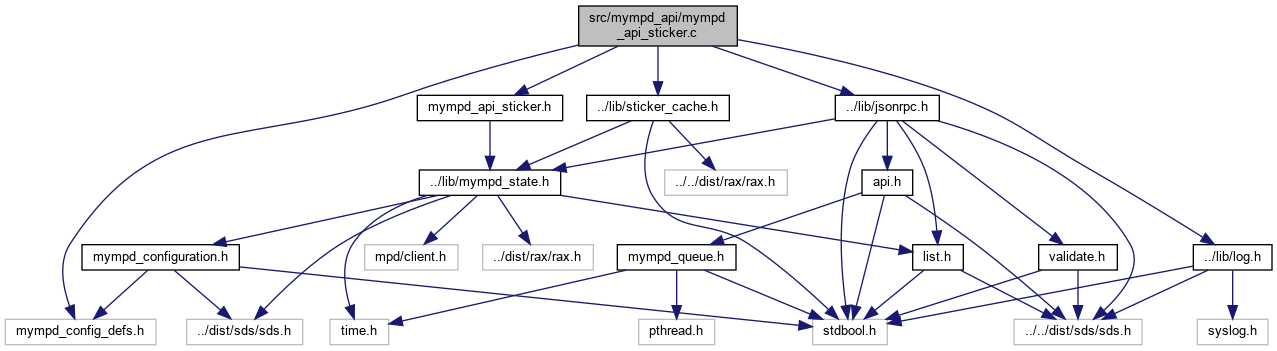 src/mympd_api/mympd
_api_sticker.c
mympd_api_sticker.h
../lib/sticker_cache.h
../lib/jsonrpc.h
../lib/mympd_state.h
../../dist/rax/rax.h
api.h
mympd_configuration.h
mpd/client.h
../dist/rax/rax.h
mympd_queue.h
list.h
validate.h
../lib/log.h
mympd_config_defs.h
../dist/sds/sds.h
time.h
pthread.h
stdbool.h
../../dist/sds/sds.h
syslog.h